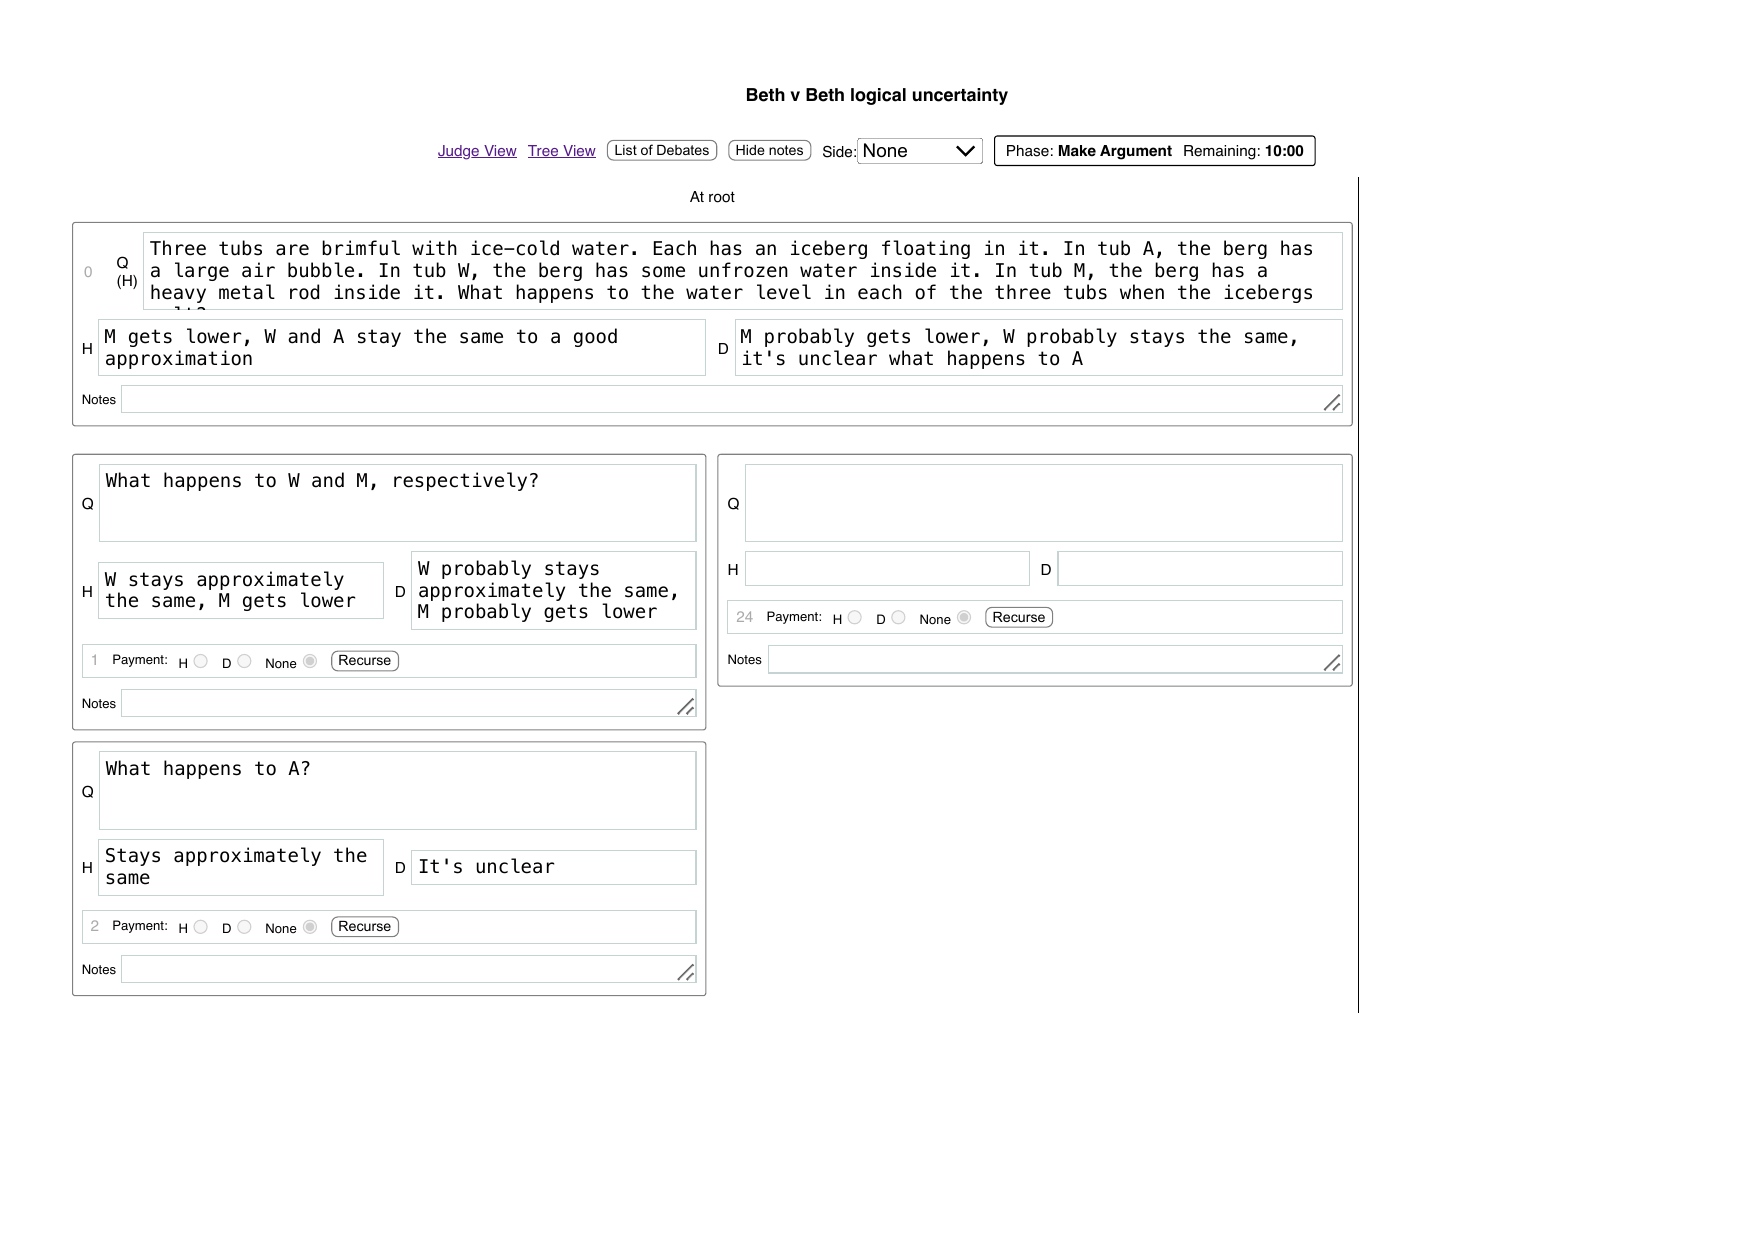 Beth v Beth logical uncertainty
Judge View Tree View List of Debates Hide notes Side: None Phase: Make Argument Remaining: 10:00
At root
0 Q (H)
Three tubs are brimful with ice-cold water. Each has an iceberg floating in it. In tub A, the berg has
a large air bubble. In tub W, the berg has some unfrozen water inside it. In tub M, the berg has a
heavy metal rod inside it. What happens to the water level in each of the three tubs when the icebergs
H
M gets lower, W and A stay the same to a good
approximation
D
M probably gets lower, W probably stays the same,
it's unclear what happens to A
Notes
Q
What happens to W and M, respectively?
H
W stays approximately
the same, M gets lower
D
W probably stays
approximately the same,
M probably gets lower
1 Payment: H D None Recurse
Notes
Q
What happens to A?
H
Stays approximately the
same
D
It's unclear
2 Payment: H D None Recurse
Notes
Q
H D
24 Payment: H D None Recurse
Notes